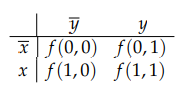 y̅ y
x̅ f(0,0) f(0,1)
x f(1,0) f(1,1)